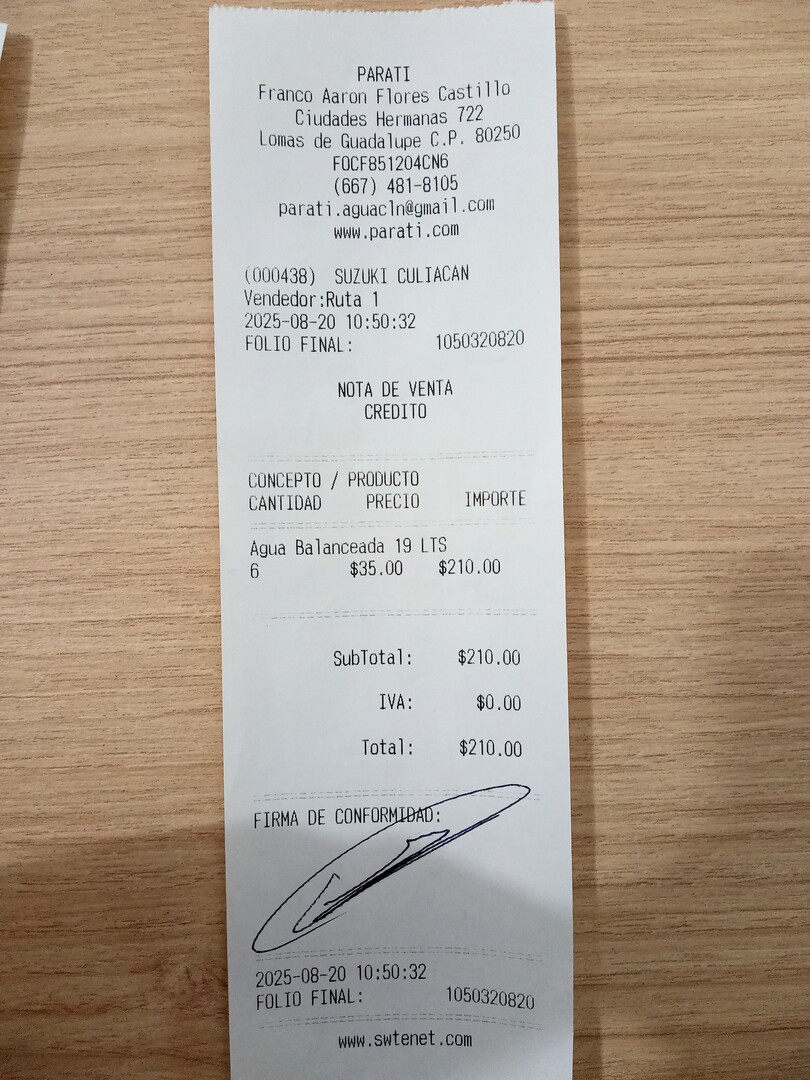 PARATI
Franco Aaron Flores Castillo
Ciudades Hermanas 722
Lomas de Guadalupe C.P. 80250
FOCF851204CN6
(667) 481-8105
parati.aguacln@gmail.com
www.parati.com
(000438) SUZUKI CULIACAN
Vendedor:Ruta 1
2025-08-20 10:50:32
FOLIO FINAL: 1050320820
NOTA DE VENTA
CREDITO
CONCEPTO / PRODUCTO
CANTIDAD PRECIO IMPORTE
Agua Balanceada 19 LTS
6 $35.00 $210.00
SubTotal: $210.00
IVA: $0.00
Total: $210.00
FIRMA DE CONFORMIDAD:
2025-08-20 10:50:32
FOLIO FINAL: 1050320820
www.swtenet.com